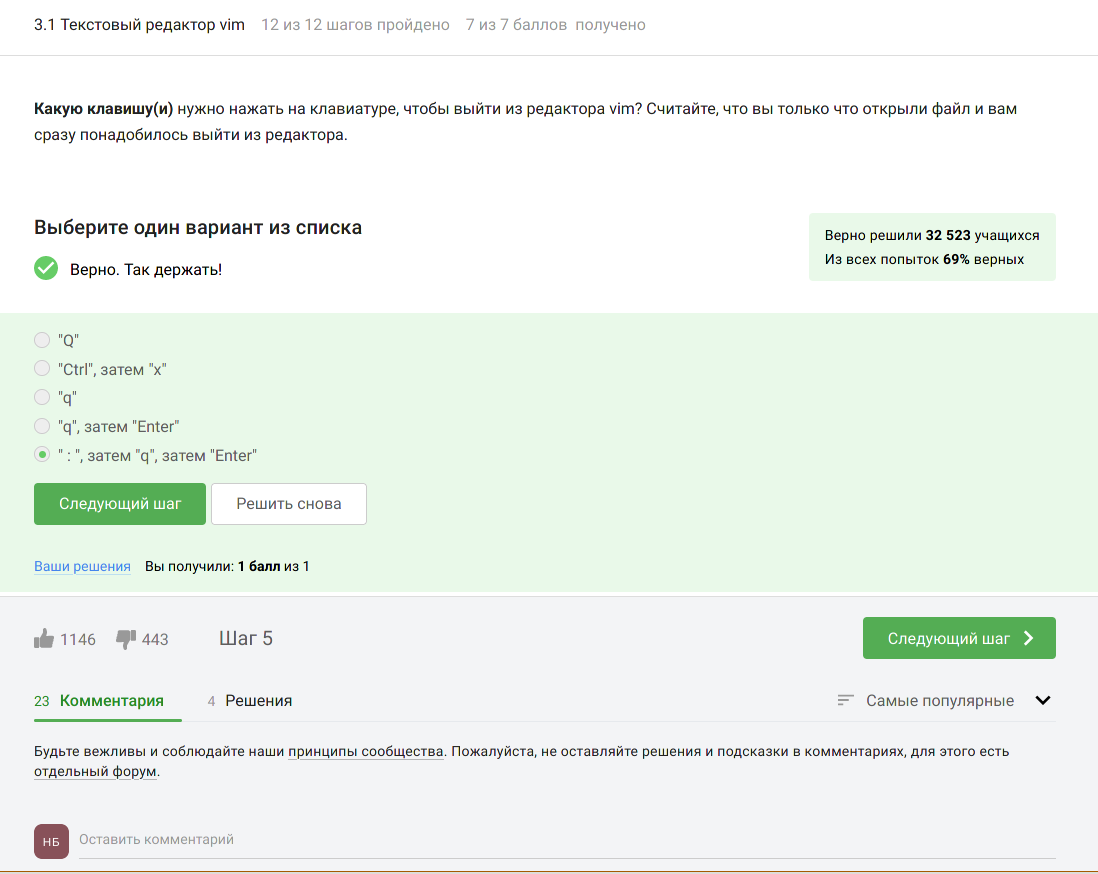 3.1 Текстовый редактор vim 12 из 12 шагов пройдено 7 из 7 баллов получено
Какую клавишу(и) нужно нажать на клавиатуре, чтобы выйти из редактора vim? Считайте, что вы только что открыли файл и вам
сразу понадобилось выйти из редактора.
Выберите один вариант из списка
Верно. Так держать!
Верно решили 32 523 учащихся
Из всех попыток 69% верных
"Q"
"Ctrl", затем "x"
"q"
"q", затем "Enter"
" : ", затем "q", затем "Enter"
Следующий шаг Решить снова
Ваши решения Вы получили: 1 балл из 1
1146 443 Шаг 5 Следующий шаг
23 Комментария 4 Решения Самые популярные
Будьте вежливы и соблюдайте наши принципы сообщества. Пожалуйста, не оставляйте решения и подсказки в комментариях, для этого есть
отдельный форум.
НБ Оставить комментарий